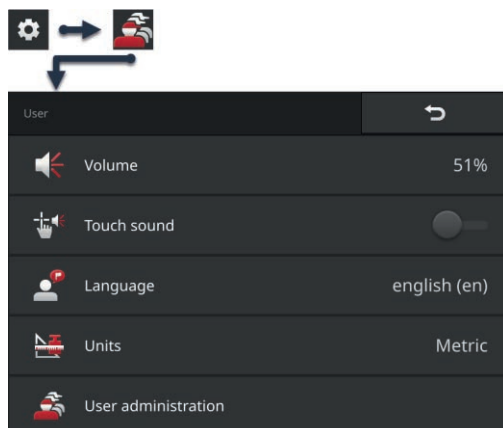 User
Volume 51%
Touch sound
Language english (en)
Units Metric
User administration